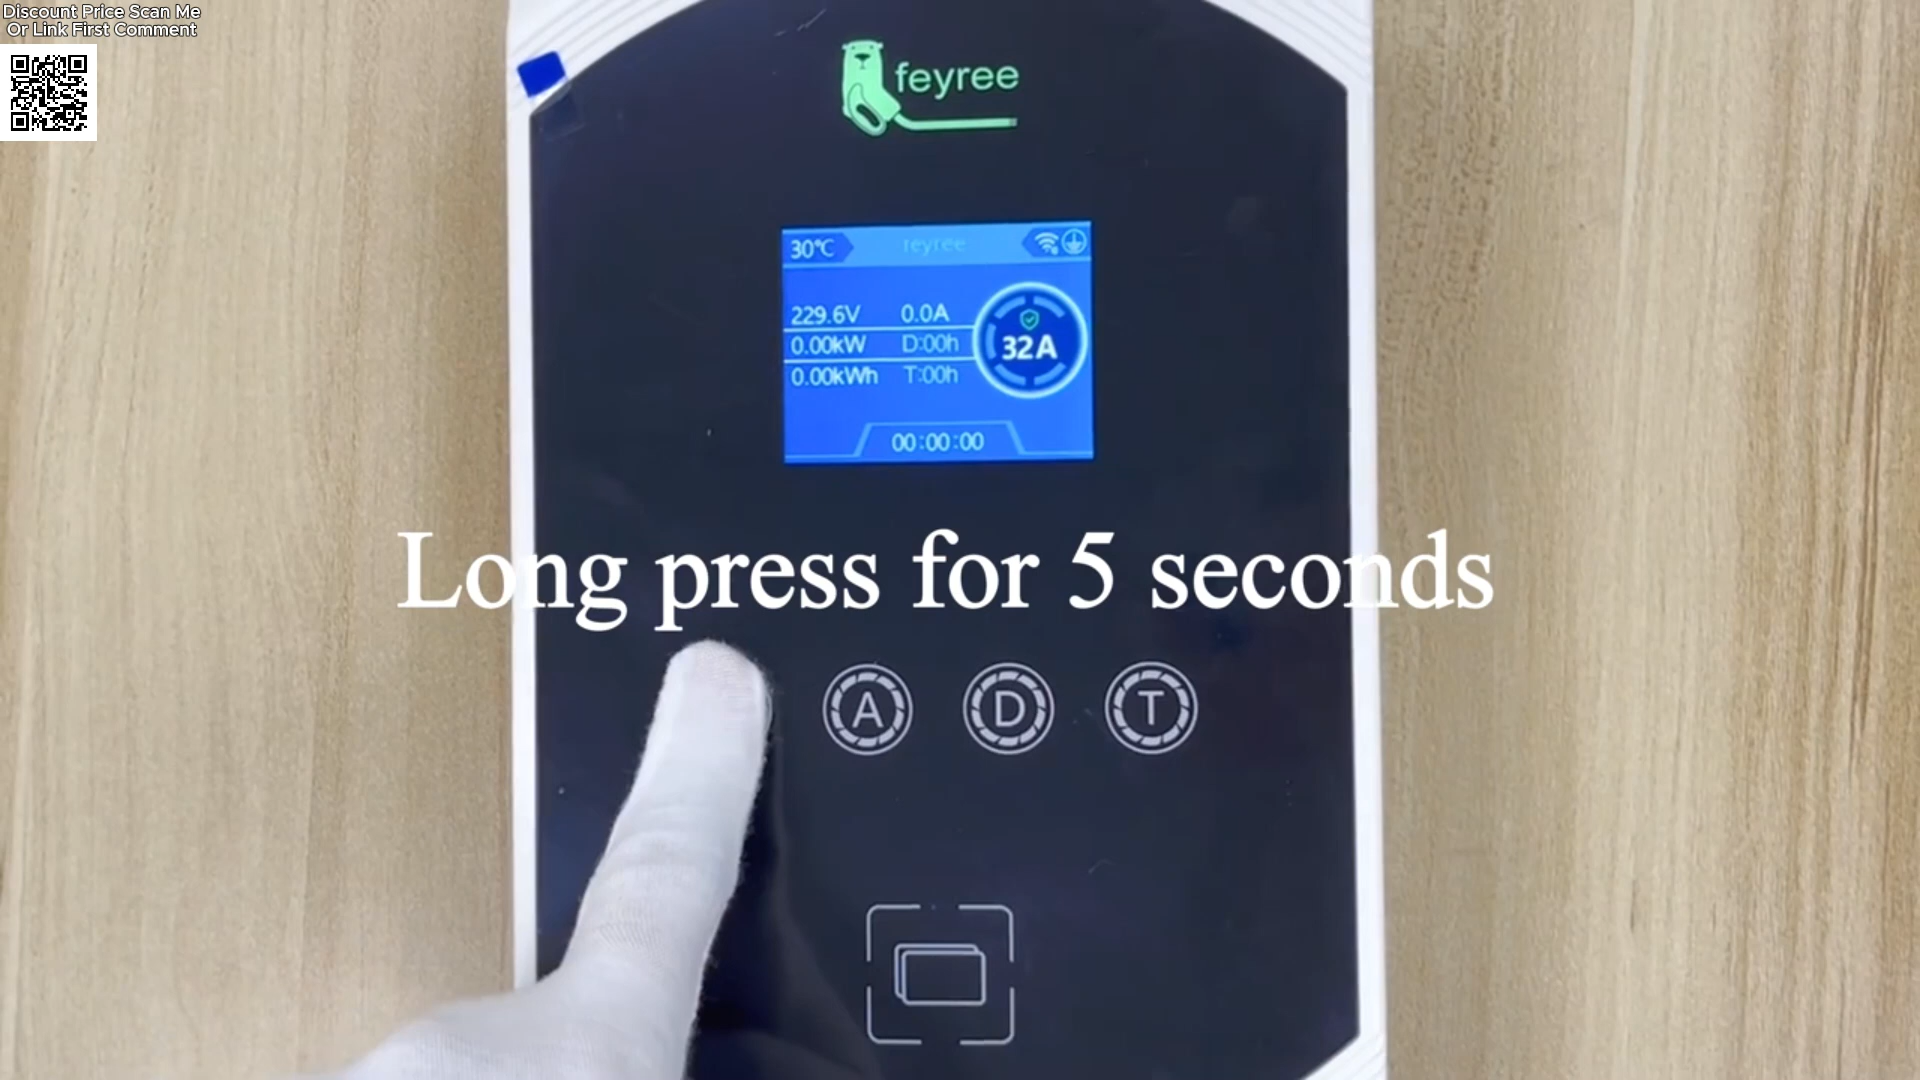 Discount Price Scan Me
Or Link First Comment
feyree
30°C
feyree
229.6V
0.0A
0.00kW
D:00h
0.00kWh
T:00h
32A
00:00:00
Long press for 5 seconds
A
D
T